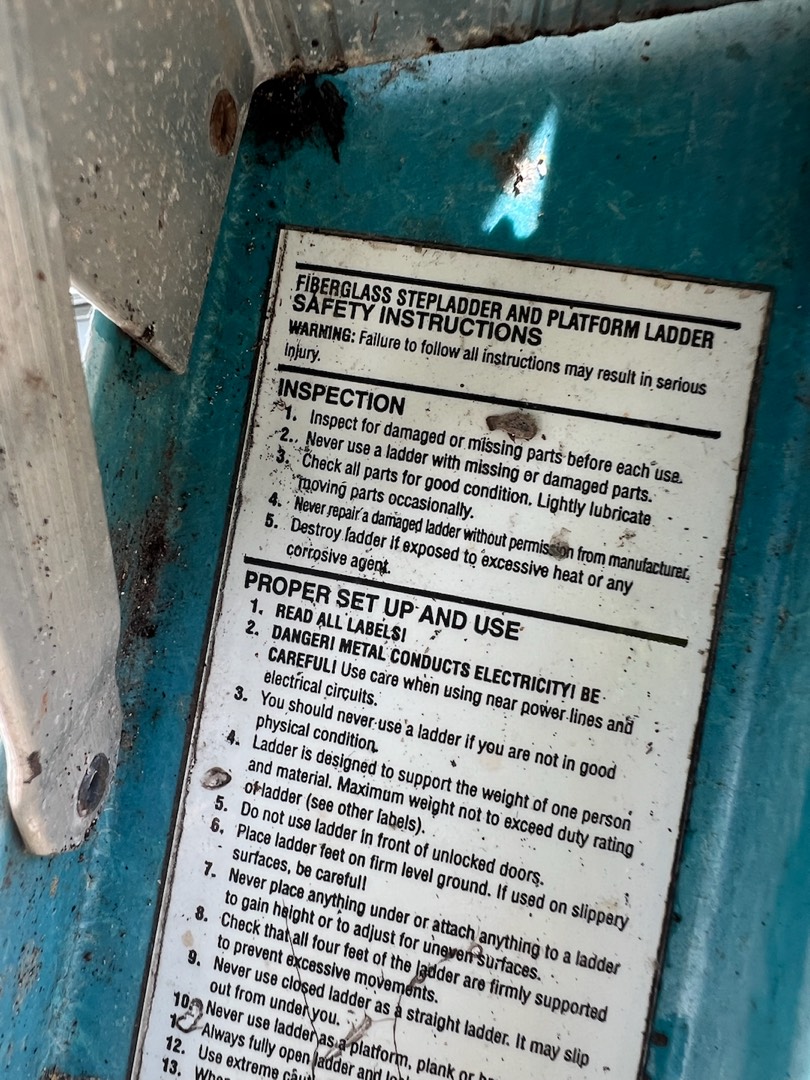 FIBERGLASS STEPLADDER AND PLATFORM LADDER
SAFETY INSTRUCTIONS
WARNING: Failure to follow all instructions may result in serious
injury.
INSPECTION
1. Inspect for damaged or missing parts before each use.
2. Never use a ladder with missing or damaged parts.
3. Check all parts for good condition. Lightly lubricate
moving parts occasionally.
4. Never repair a damaged ladder without permission from manufacturer.
5. Destroy ladder if exposed to excessive heat or any
corrosive agent.
PROPER SET UP AND USE
1. READ ALL LABELS!
2. DANGER! METAL CONDUCTS ELECTRICITY! BE
CAREFUL! Use care when using near power lines and
electrical circuits.
3. You should never use a ladder if you are not in good
physical condition.
4. Ladder is designed to support the weight of one person
and material. Maximum weight not to exceed duty rating
of ladder (see other labels).
5. Do not use ladder in front of unlocked doors.
6. Place ladder feet on firm level ground. If used on slippery
surfaces, be careful!
7. Never place anything under or attach anything to a ladder
to gain height or to adjust for uneven surfaces.
8. Check that all four feet of the ladder are firmly supported
to prevent excessive movements.
9. Never use closed ladder as a straight ladder. It may slip
out from under you.
10. Never use ladder as a platform, plank or
Always fully open ladder and
12. Use extreme
13.